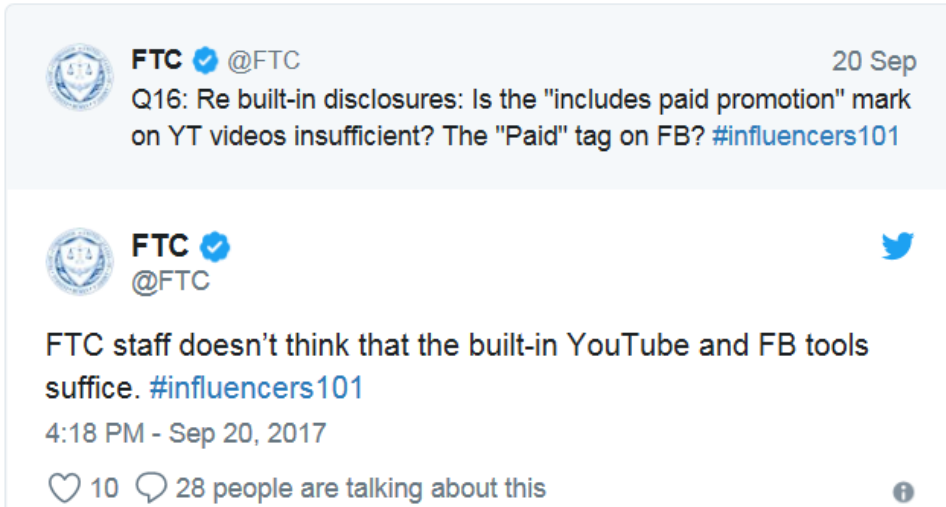 FTC @FTC 20 Sep
Q16: Re built-in disclosures: Is the "includes paid promotion" mark
on YT videos insufficient? The "Paid" tag on FB? #influencers101
FTC
@FTC
FTC staff doesn’t think that the built-in YouTube and FB tools
suffice. #influencers101
4:18 PM - Sep 20, 2017
10 28 people are talking about this